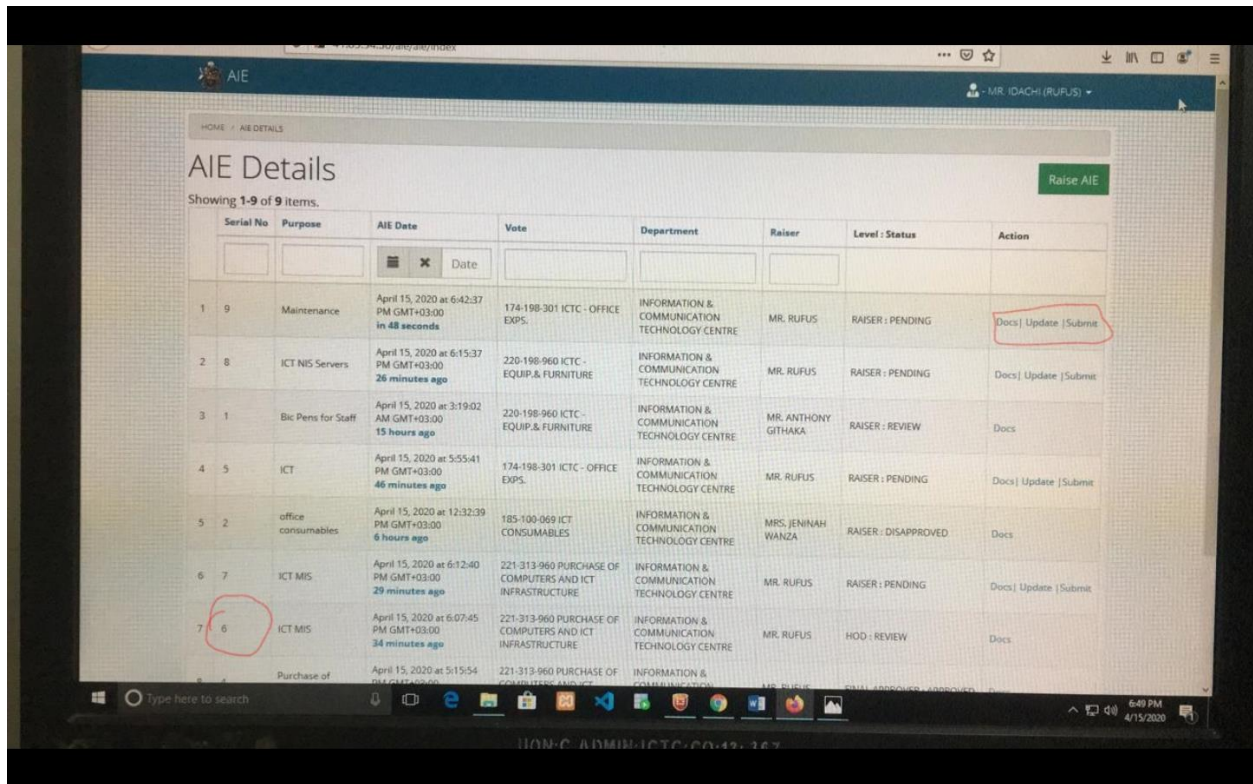 AIE
- MR. IDACHI (RUFUS)
HOME / AIE DETAILS
AIE Details
Raise AIE
Showing 1-9 of 9 items.
Serial No Purpose AIE Date Vote Department Raiser Level : Status Action
Date
1 9 Maintenance April 15, 2020 at 6:42:37 PM GMT+03:00 in 48 seconds 174-198-301 ICTC - OFFICE EXPS. INFORMATION & COMMUNICATION TECHNOLOGY CENTRE MR. RUFUS RAISER : PENDING Docs| Update |Submit
2 8 ICT NIS Servers April 15, 2020 at 6:15:37 PM GMT+03:00 26 minutes ago 220-198-960 ICTC - EQUIP.& FURNITURE INFORMATION & COMMUNICATION TECHNOLOGY CENTRE MR. RUFUS RAISER : PENDING Docs| Update |Submit
3 1 Bic Pens for Staff April 15, 2020 at 3:19:02 AM GMT+03:00 15 hours ago 220-198-960 ICTC - EQUIP.& FURNITURE INFORMATION & COMMUNICATION TECHNOLOGY CENTRE MR. ANTHONY GITHAKA RAISER : REVIEW Docs
4 5 ICT April 15, 2020 at 5:55:41 PM GMT+03:00 46 minutes ago 174-198-301 ICTC - OFFICE EXPS. INFORMATION & COMMUNICATION TECHNOLOGY CENTRE MR. RUFUS RAISER : PENDING Docs| Update |Submit
5 2 office consumables April 15, 2020 at 12:32:39 PM GMT+03:00 6 hours ago 185-100-069 ICT CONSUMABLES INFORMATION & COMMUNICATION TECHNOLOGY CENTRE MRS. JENINAH WANZA RAISER : DISAPPROVED Docs
6 7 ICT MIS April 15, 2020 at 6:12:40 PM GMT+03:00 29 minutes ago 221-313-960 PURCHASE OF COMPUTERS AND ICT INFRASTRUCTURE INFORMATION & COMMUNICATION TECHNOLOGY CENTRE MR. RUFUS RAISER : PENDING Docs| Update |Submit
7 6 ICT MIS April 15, 2020 at 6:07:45 PM GMT+03:00 34 minutes ago 221-313-960 PURCHASE OF COMPUTERS AND ICT INFRASTRUCTURE INFORMATION & COMMUNICATION TECHNOLOGY CENTRE MR. RUFUS HOD : REVIEW Docs
Purchase of April 15, 2020 at 5:15:54 221-313-960 PURCHASE OF INFORMATION &
Type here to search
6:49 PM
4/15/2020